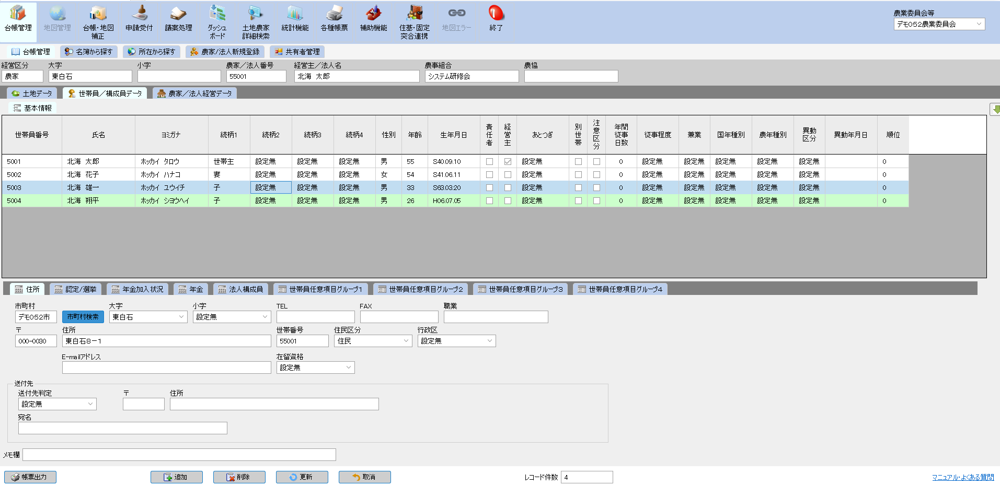 台帳管理 地図管理 台帳・地図補正 申請受付 議案処理 ダッシュボード 土地農家詳細検索 統計機能 各種帳票 補助機能 住基・固定突合連携 地図エラー 終了
農業委員会等
デモ052農業委員会
台帳管理 名簿から探す 所在から探す 農家/法人新規登録 共有者管理
経営区分 大字 小字 農家／法人番号 経営主／法人名 農事組合 農協
農家 東白石 55001 北海 太郎 システム研修会
土地データ 世帯員／構成員データ 農家／法人経営データ
基本情報
世帯員番号 氏名 ヨミガナ 続柄1 続柄2 続柄3 続柄4 性別 年齢 生年月日 責任者 経営主 あとつぎ 別世帯 注意区分 年間従事日数 従事程度 兼業 国年種別 農年種別 異動区分 異動年月日 順位
5001 北海 太郎 ホッカイ タロウ 世帯主 設定無 設定無 設定無 男 55 S40.09.10 設定無 0 設定無 設定無 設定無 設定無 設定無 0
5002 北海 花子 ホッカイ ハナコ 妻 設定無 設定無 設定無 女 54 S41.06.11 設定無 0 設定無 設定無 設定無 設定無 設定無 0
5003 北海 雄一 ホッカイ ユウイチ 子 設定無 設定無 設定無 男 33 S63.03.20 設定無 0 設定無 設定無 設定無 設定無 設定無 0
5004 北海 翔平 ホッカイ ショウヘイ 子 設定無 設定無 設定無 男 26 H06.07.05 設定無 0 設定無 設定無 設定無 設定無 設定無 0
住所 認定/選挙 年金加入状況 年金 法人構成員 世帯員任意項目グループ1 世帯員任意項目グループ2 世帯員任意項目グループ3 世帯員任意項目グループ4
市町村 大字 小字 TEL FAX 職業
デモ052市 市町村検索 東白石 設定無
〒 住所 世帯番号 住民区分 行政区
000-0030 東白石8－1 55001 住民 設定無
E-mailアドレス 在留資格
設定無
送付先
送付先判定 〒 住所
設定無
宛名
メモ欄
帳票出力 追加 削除 更新 取消 レコード件数 4 マニュアル・よくある質問